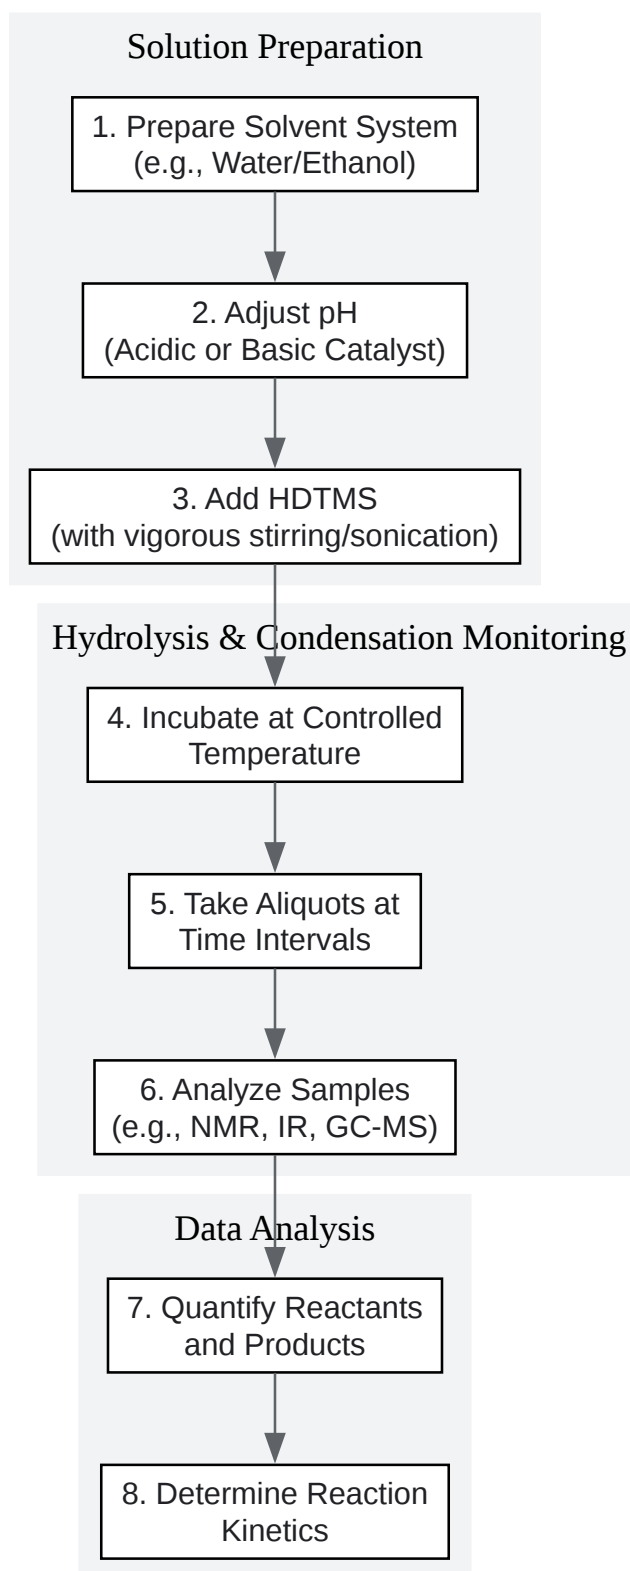 Solution Preparation
1. Prepare Solvent System
(e.g., Water/Ethanol)
2. Adjust pH
(Acidic or Basic Catalyst)
3. Add HDTMS
(with vigorous stirring/sonication)
Hydrolysis & Condensation Monitoring
4. Incubate at Controlled
Temperature
5. Take Aliquots at
Time Intervals
6. Analyze Samples
(e.g., NMR, IR, GC-MS)
Data Analysis
7. Quantify Reactants
and Products
8. Determine Reaction
Kinetics